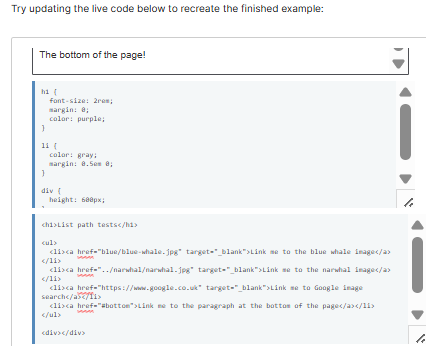 Try updating the live code below to recreate the finished example:
The bottom of the page!
h1 {
font-size: 2rem;
margin: 0;
color: purple;
}
li {
color: gray;
margin: 0.5em 0;
}
div {
height: 600px;
<h1>List path tests</h1>
<ul>
<li><a href="blue/blue-whale.jpg" target="_blank">Link me to the blue whale image</a>
</li>
<li><a href="../narwhal/narwhal.jpg" target="_blank">Link me to the narwhal image</a>
</li>
<li><a href="https://www.google.co.uk" target="_blank">Link me to Google image
search</a></li>
<li><a href="#bottom">Link me to the paragraph at the bottom of the page</a></li>
</ul>
<div></div>